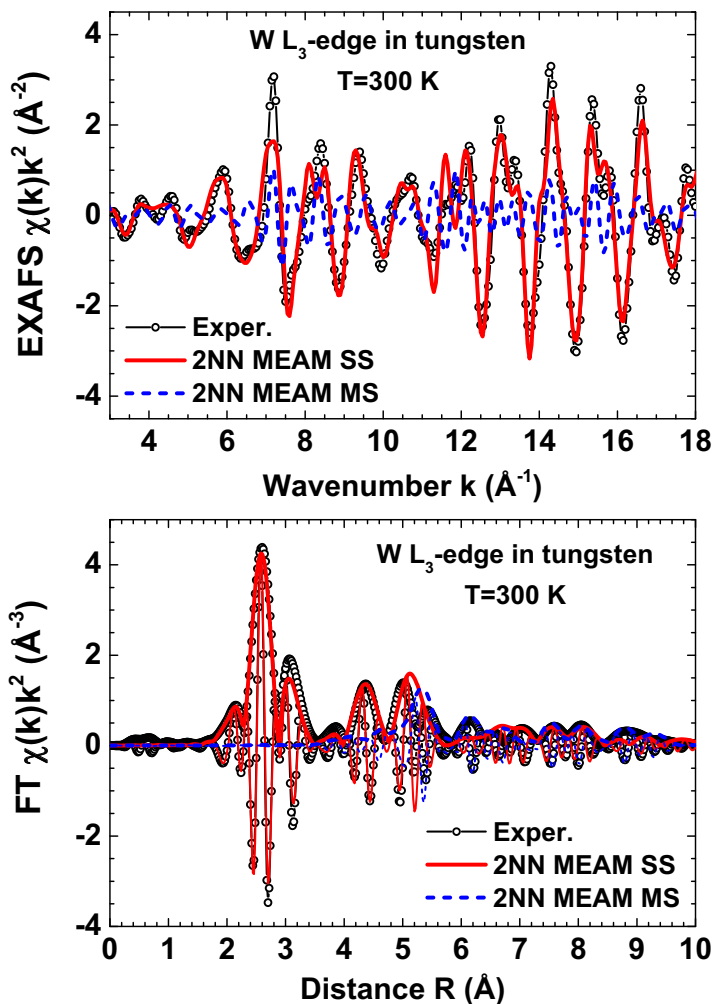 W L₃-edge in tungsten
T=300 K
EXAFS χ(k)k² (Å⁻²)
4
2
0
-2
-4
Exper.
2NN MEAM SS
2NN MEAM MS
4 6 8 10 12 14 16 18
Wavenumber k (Å⁻¹)
W L₃-edge in tungsten
T=300 K
FT χ(k)k² (Å⁻³)
4
2
0
-2
-4
Exper.
2NN MEAM SS
2NN MEAM MS
0 1 2 3 4 5 6 7 8 9 10
Distance R (Å)